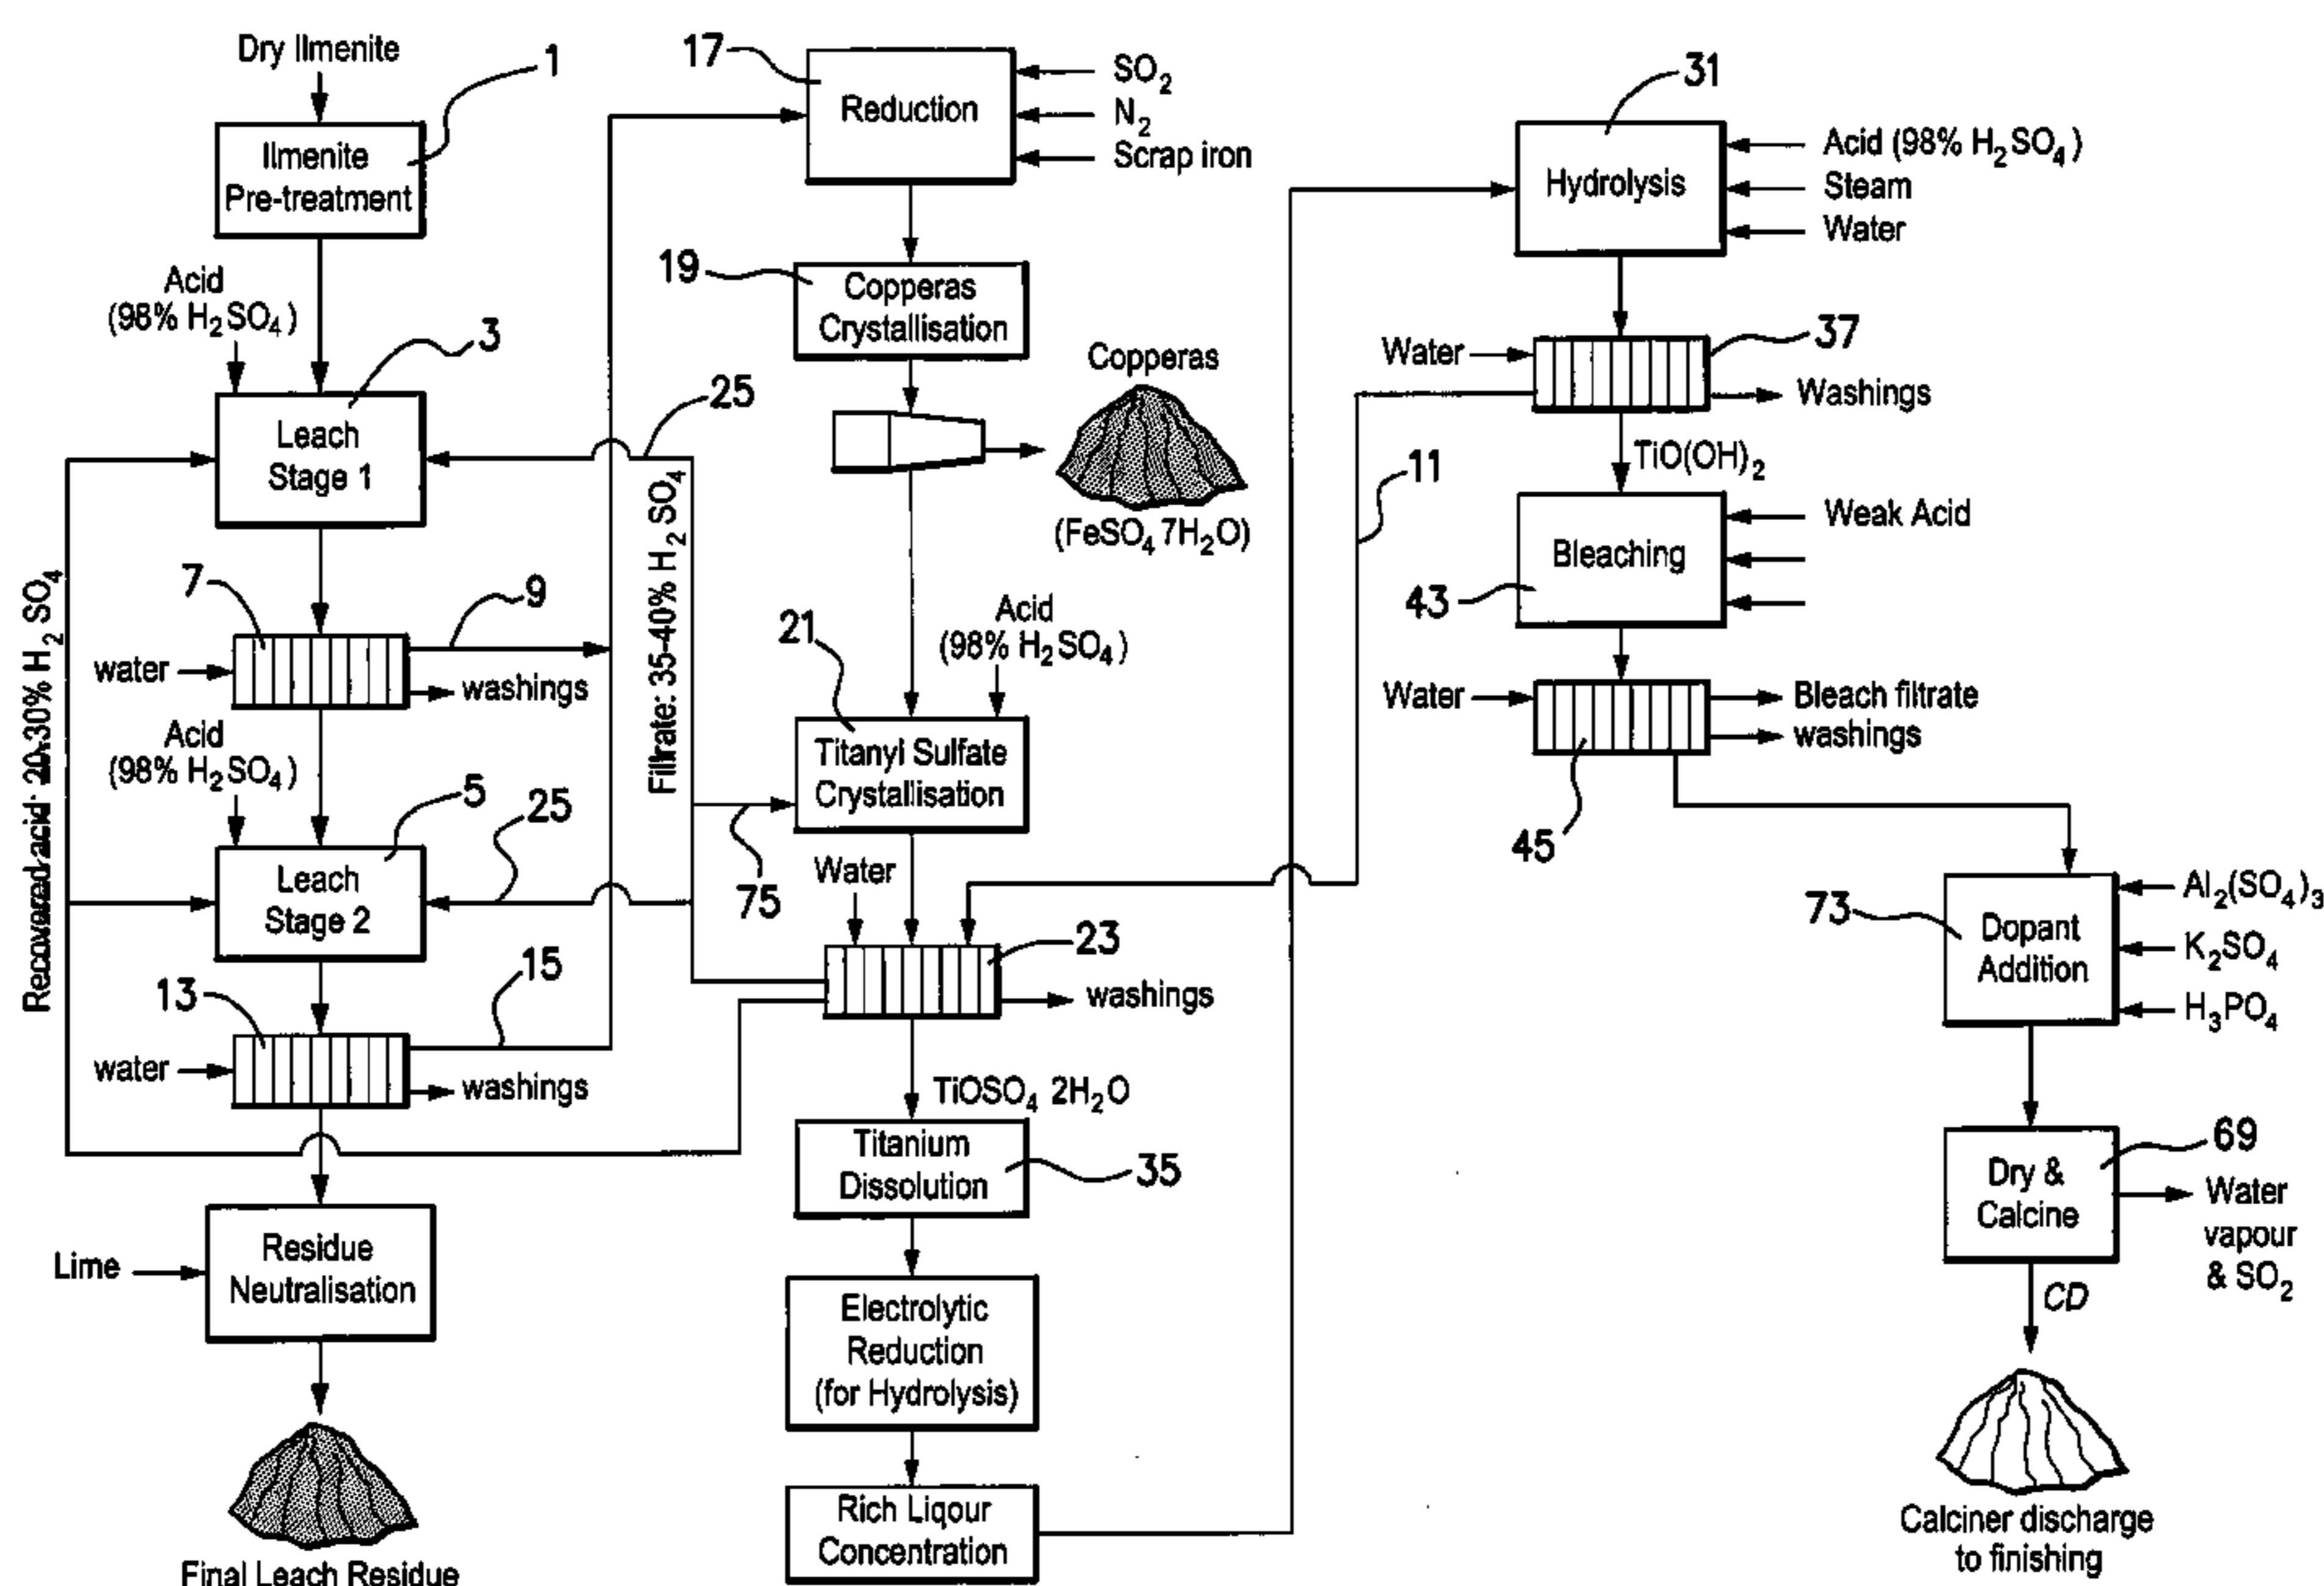 Dry Ilmenite
1
Ilmenite
Pre-treatment
Acid
(98% H₂SO₄)
3
Leach
Stage 1
25
7
9
water
washings
Acid
(98% H₂SO₄)
5
25
Leach
Stage 2
13
15
water
washings
Recovered acid: 20-30% H₂SO₄
Lime
Residue
Neutralisation
Final Leach Residue
17
Reduction
SO₂
N₂
Scrap iron
19
Copperas
Crystallisation
Copperas
(FeSO₄ 7H₂O)
Filtrate: 35-40% H₂SO₄
21
Acid
(98% H₂SO₄)
Titanyl Sulfate
Crystallisation
75
Water
23
washings
TiOSO₄ 2H₂O
Titanium
Dissolution
35
Electrolytic
Reduction
(for Hydrolysis)
Rich Liqour
Concentration
31
Hydrolysis
Acid (98% H₂SO₄)
Steam
Water
37
Water
Washings
11
TiO(OH)₂
Bleaching
Weak Acid
43
Water
Bleach filtrate
washings
45
73
Dopant
Addition
Al₂(SO₄)₃
K₂SO₄
H₃PO₄
69
Dry &
Calcine
Water
vapour
& SO₂
CD
Calciner discharge
to finishing